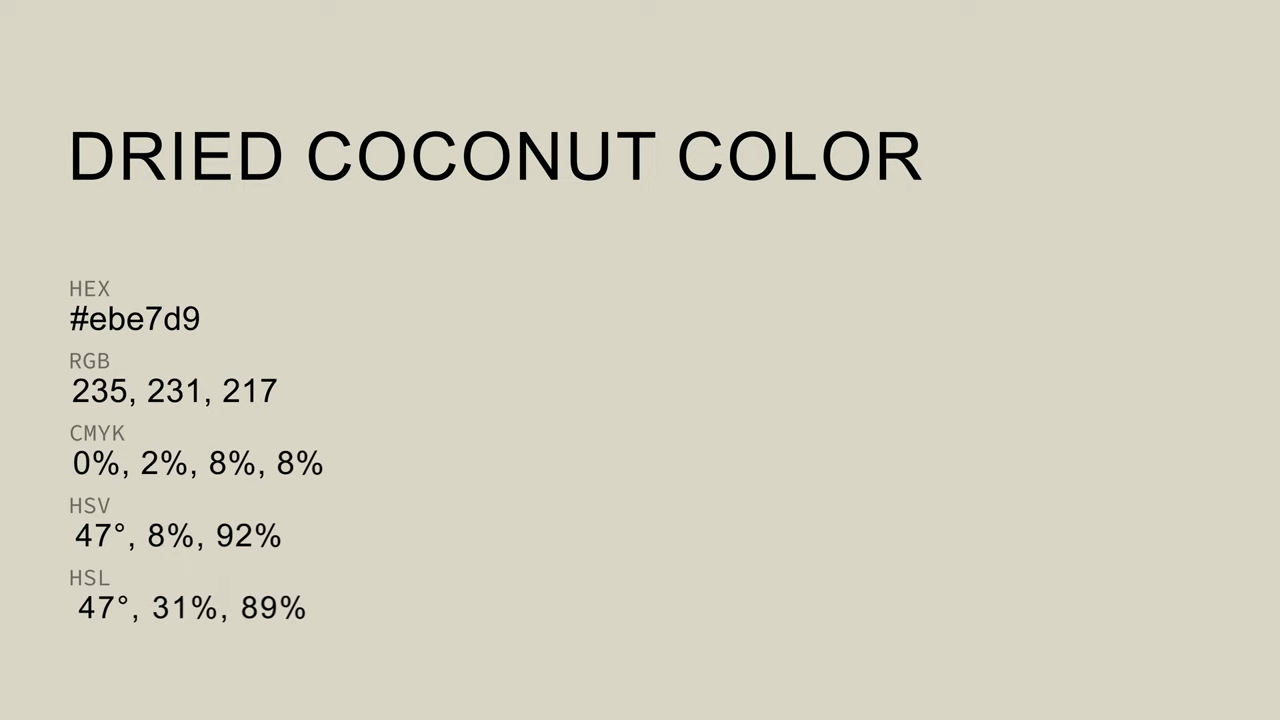 DRIED COCONUT COLOR
HEX
#ebe7d9
RGB
235, 231, 217
CMYK
0%, 2%, 8%, 8%
HSV
47°, 8%, 92%
HSL
47°, 31%, 89%